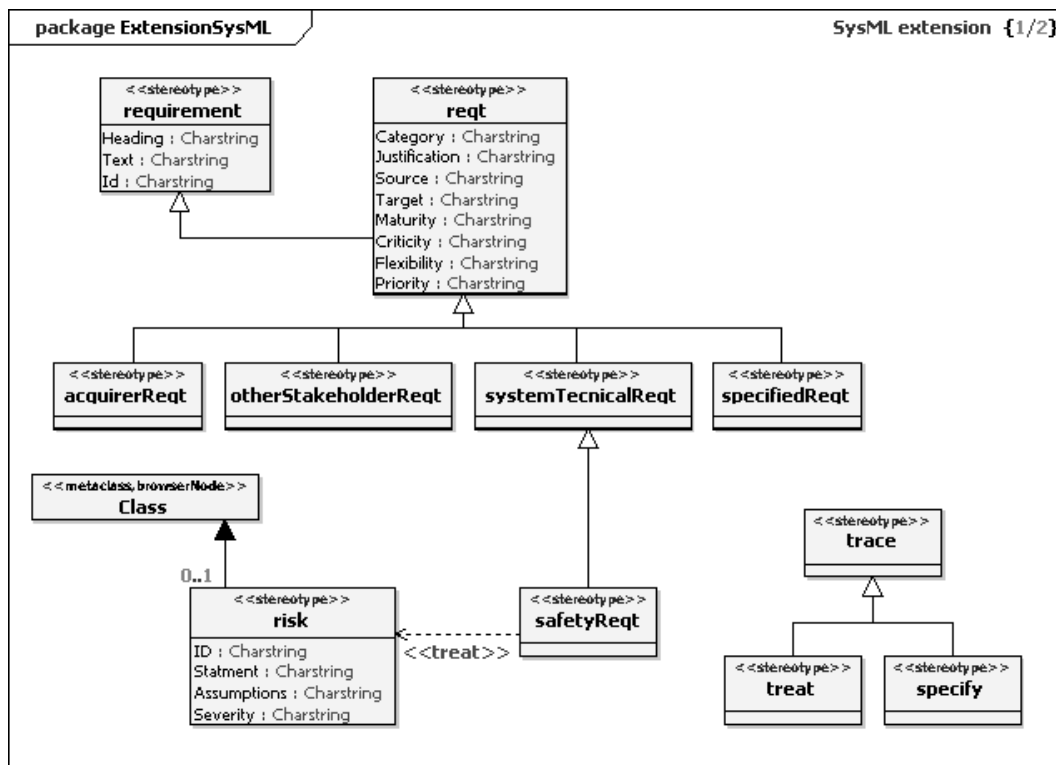 package ExtensionSysML
SysML extension {1/2}
<<stereotype>>
requirement
Heading : Charstring
Text : Charstring
Id : Charstring
<<stereotype>>
reqt
Category : Charstring
Justification : Charstring
Source : Charstring
Target : Charstring
Maturity : Charstring
Criticity : Charstring
Flexibility : Charstring
Priority : Charstring
<<stereotype>>
acquirerReqt
<<stereotype>>
otherStakeholderReqt
<<stereotype>>
systemTecnicalReqt
<<stereotype>>
specifiedReqt
<<metaclass,browserNode>>
Class
0..1
<<stereotype>>
risk
ID : Charstring
Statment : Charstring
Assumptions : Charstring
Severity : Charstring
<<treat>>
<<stereotype>>
safetyReqt
<<stereotype>>
trace
<<stereotype>>
treat
<<stereotype>>
specify